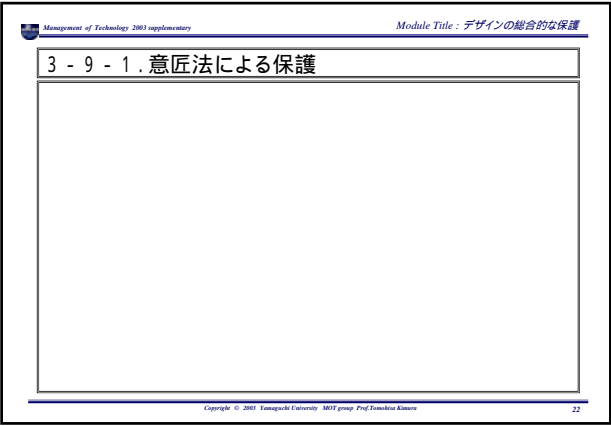 Management of Technology 2003 supplementary
Module Title : デザインの総合的な保護
３－９－１．意匠法による保護
Copyright © 2003 Yamaguchi University MOT group Prof.Tomohisa Kimura
22